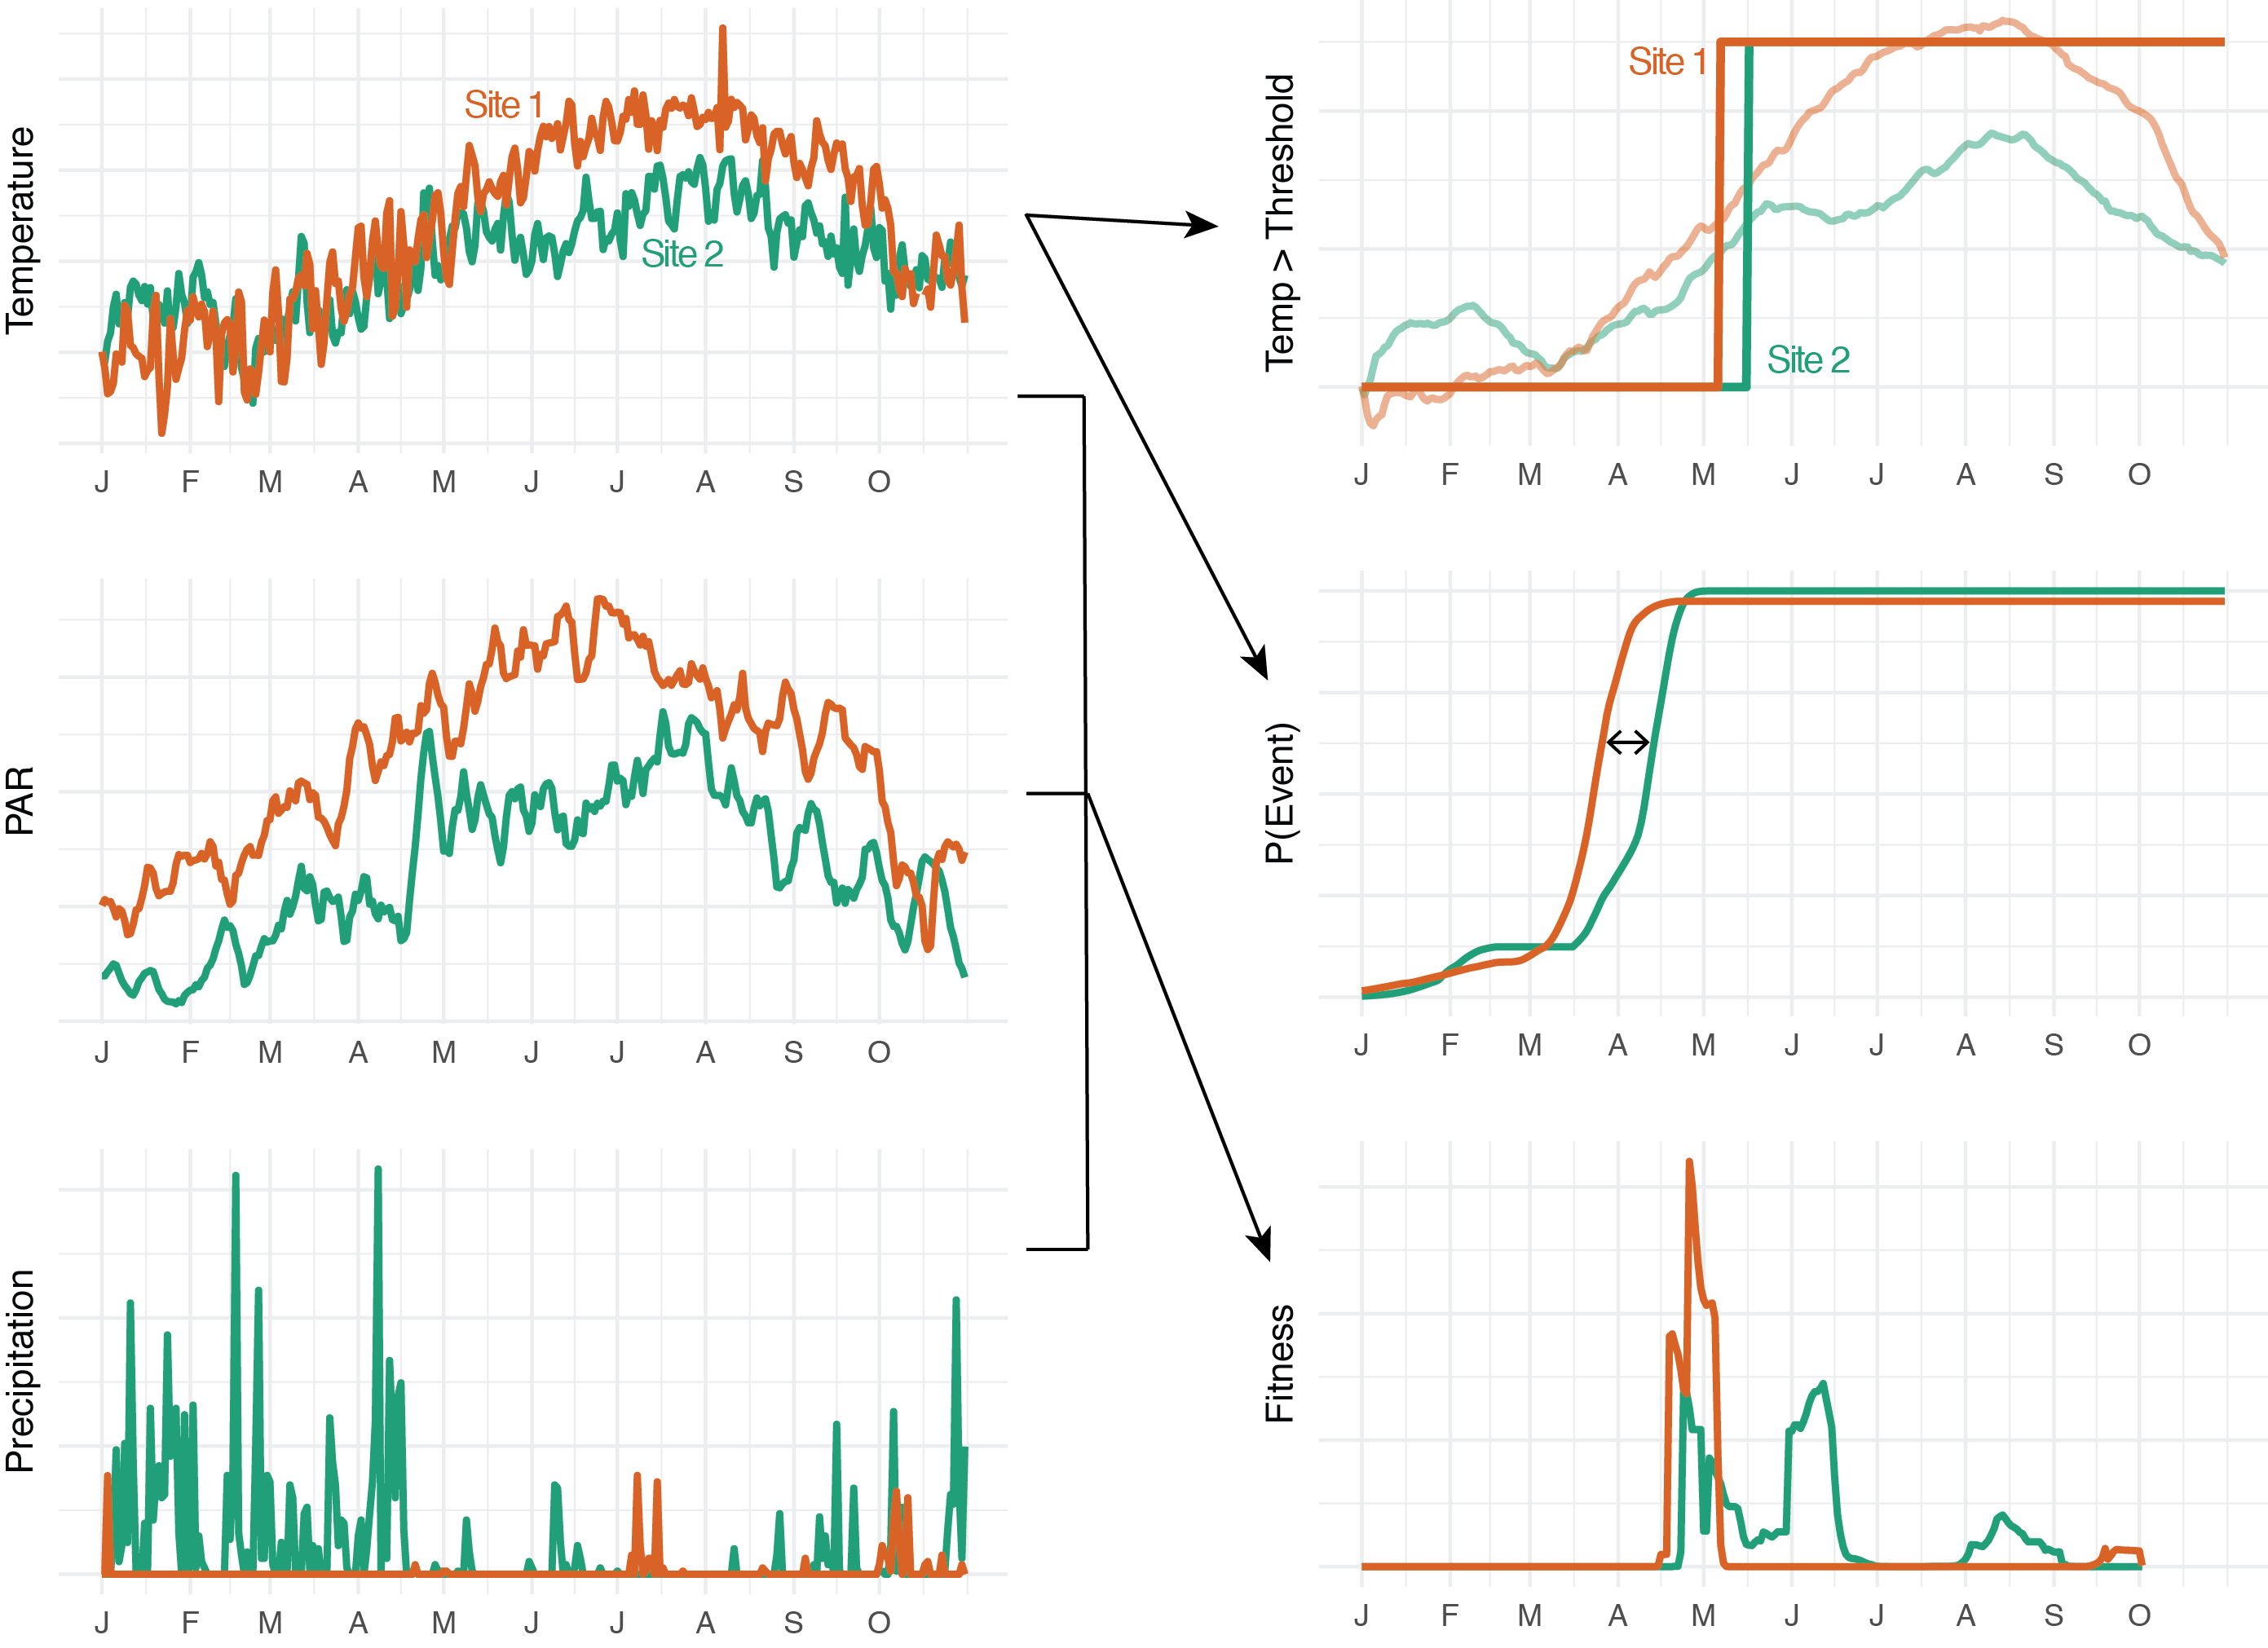 Temperature
Site 1
Site 2
J F M A M J J A S O
Temp > Threshold
Site 1
Site 2
J F M A M J J A S O
PAR
J F M A M J J A S O
P(Event)
J F M A M J J A S O
Precipitation
J F M A M J J A S O
Fitness
J F M A M J J A S O